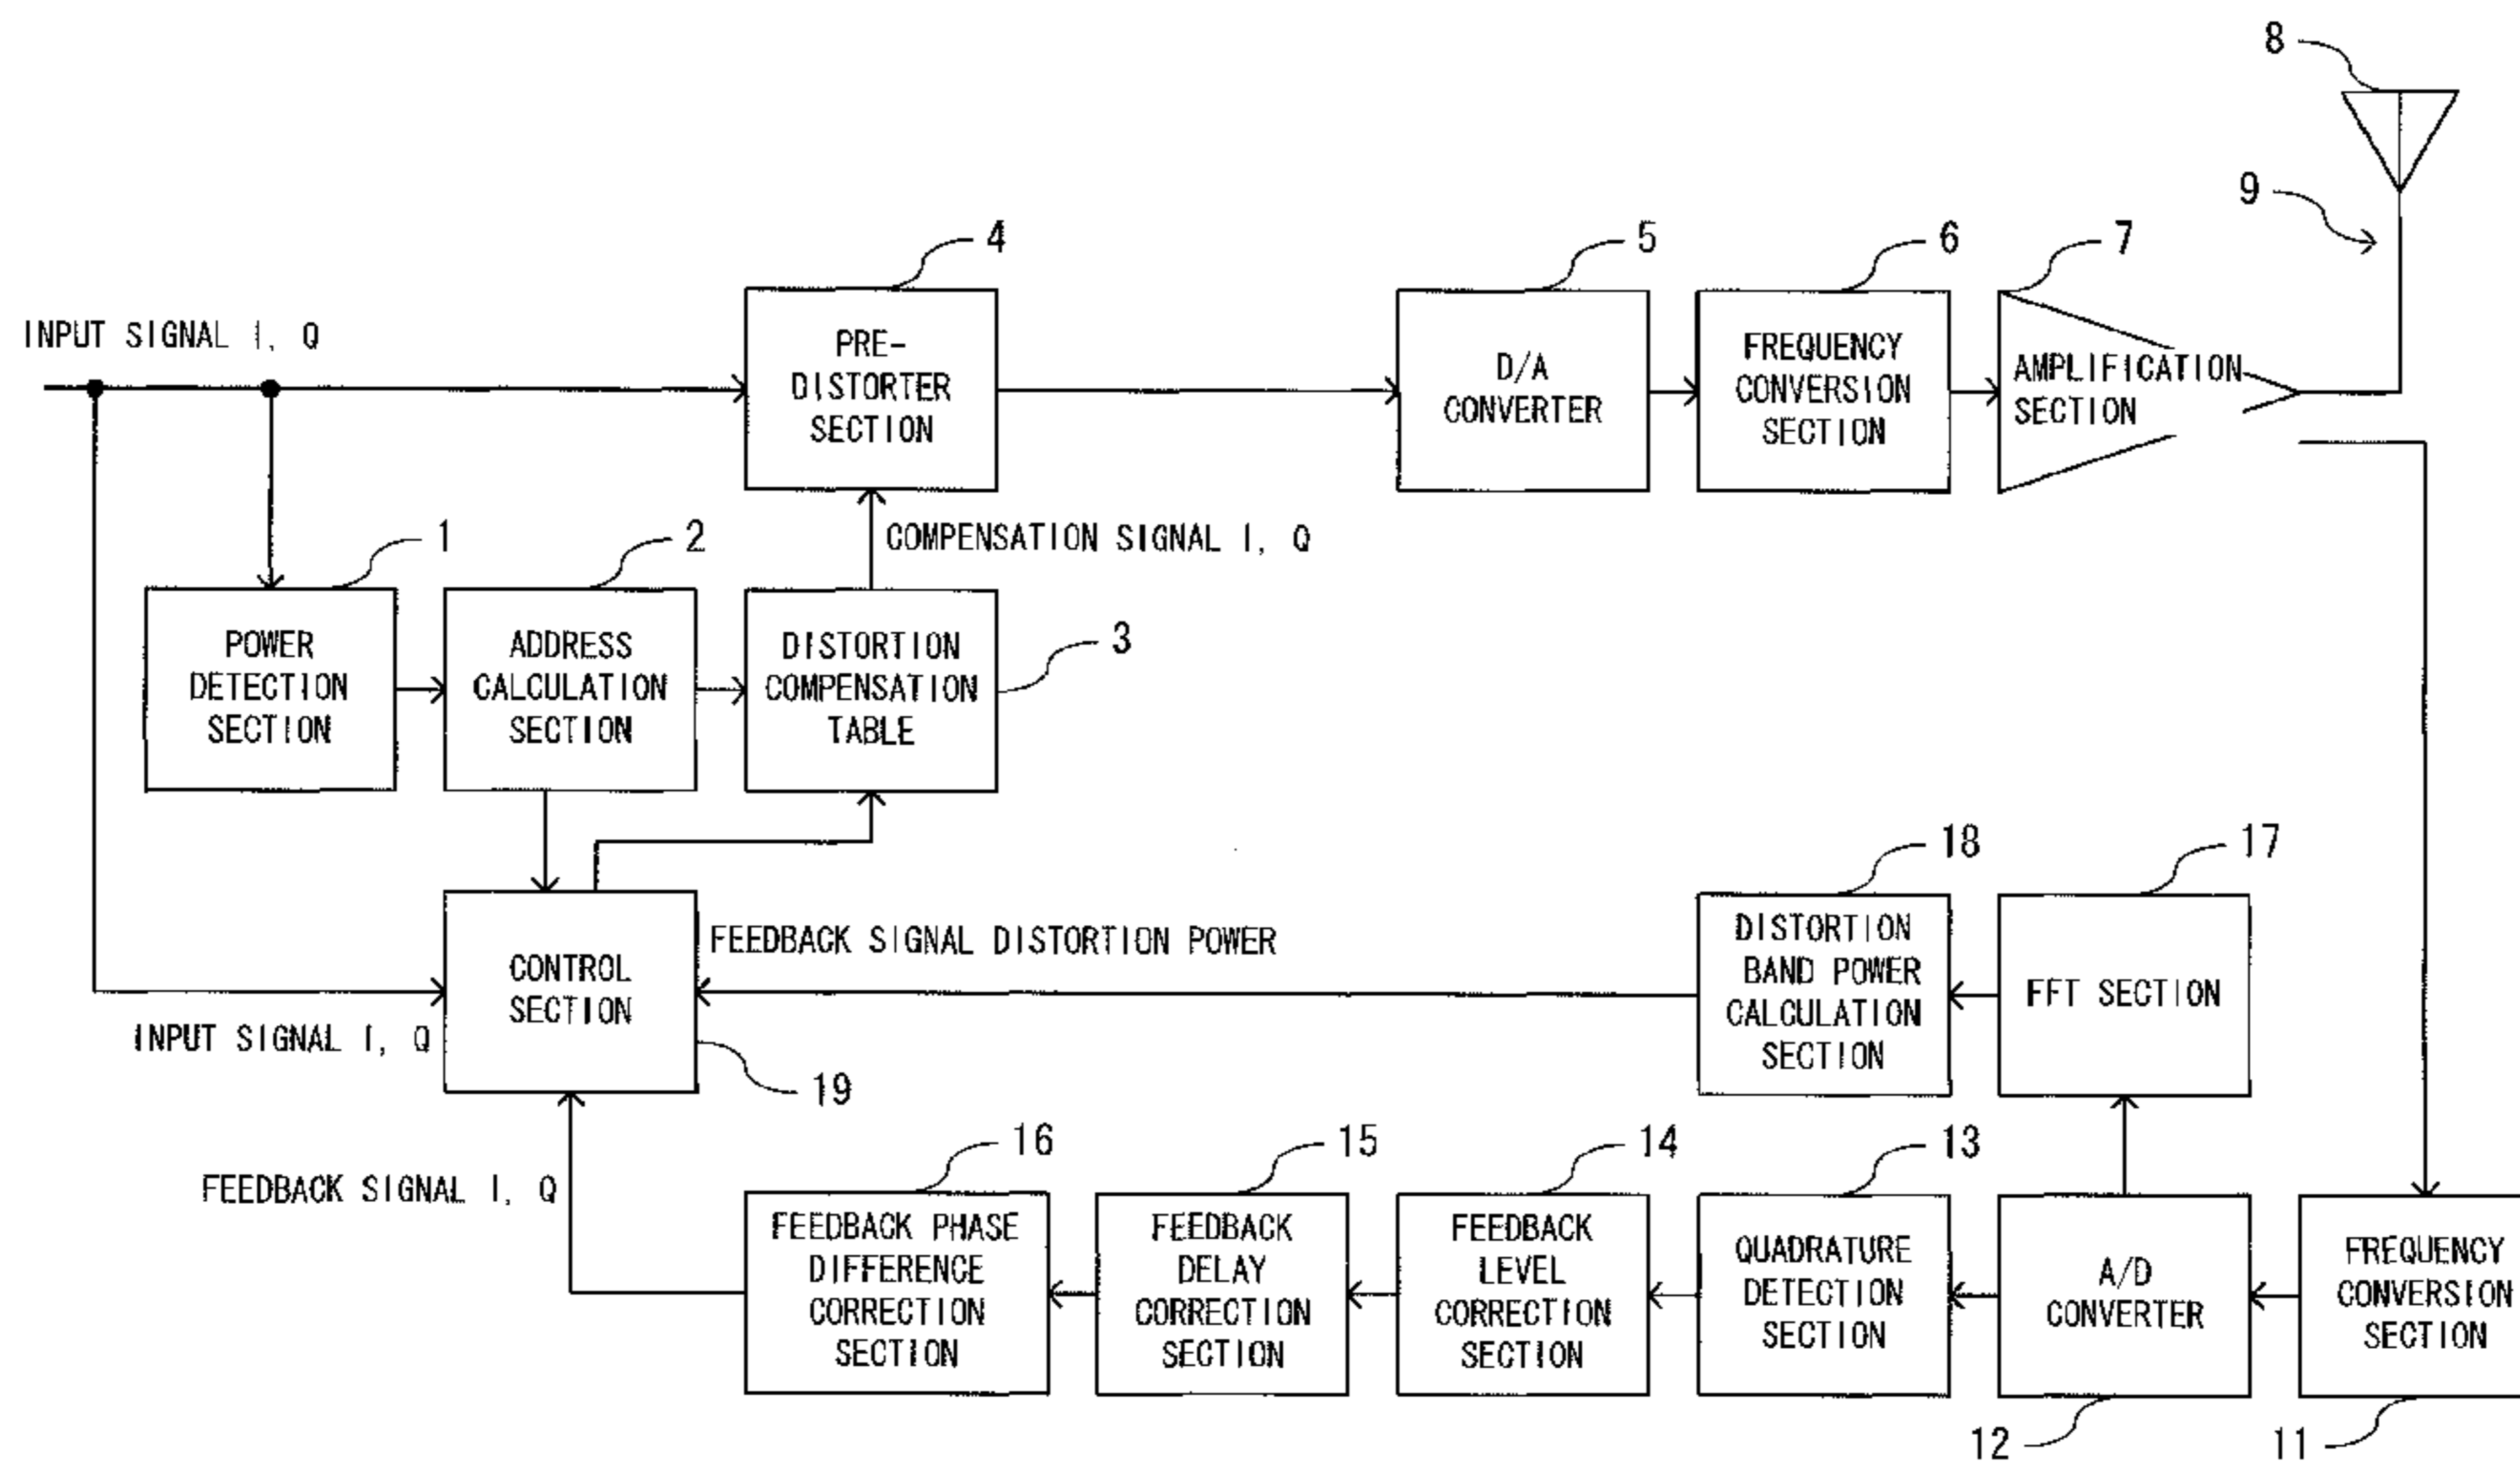 8
9
4
5
6
7
INPUT SIGNAL I, Q
PRE-
DISTORTER
SECTION
D/A
CONVERTER
FREQUENCY
CONVERSION
SECTION
AMPLIFICATION
SECTION
1
2
COMPENSATION SIGNAL I, Q
POWER
DETECTION
SECTION
ADDRESS
CALCULATION
SECTION
DISTORTION
COMPENSATION
TABLE
3
18
17
FEEDBACK SIGNAL DISTORTION POWER
CONTROL
SECTION
DISTORTION
BAND POWER
CALCULATION
SECTION
FFT SECTION
INPUT SIGNAL I, Q
19
16
15
14
13
FEEDBACK SIGNAL I, Q
FEEDBACK PHASE
DIFFERENCE
CORRECTION
SECTION
FEEDBACK
DELAY
CORRECTION
SECTION
FEEDBACK
LEVEL
CORRECTION
SECTION
QUADRATURE
DETECTION
SECTION
A/D
CONVERTER
FREQUENCY
CONVERSION
SECTION
12
11